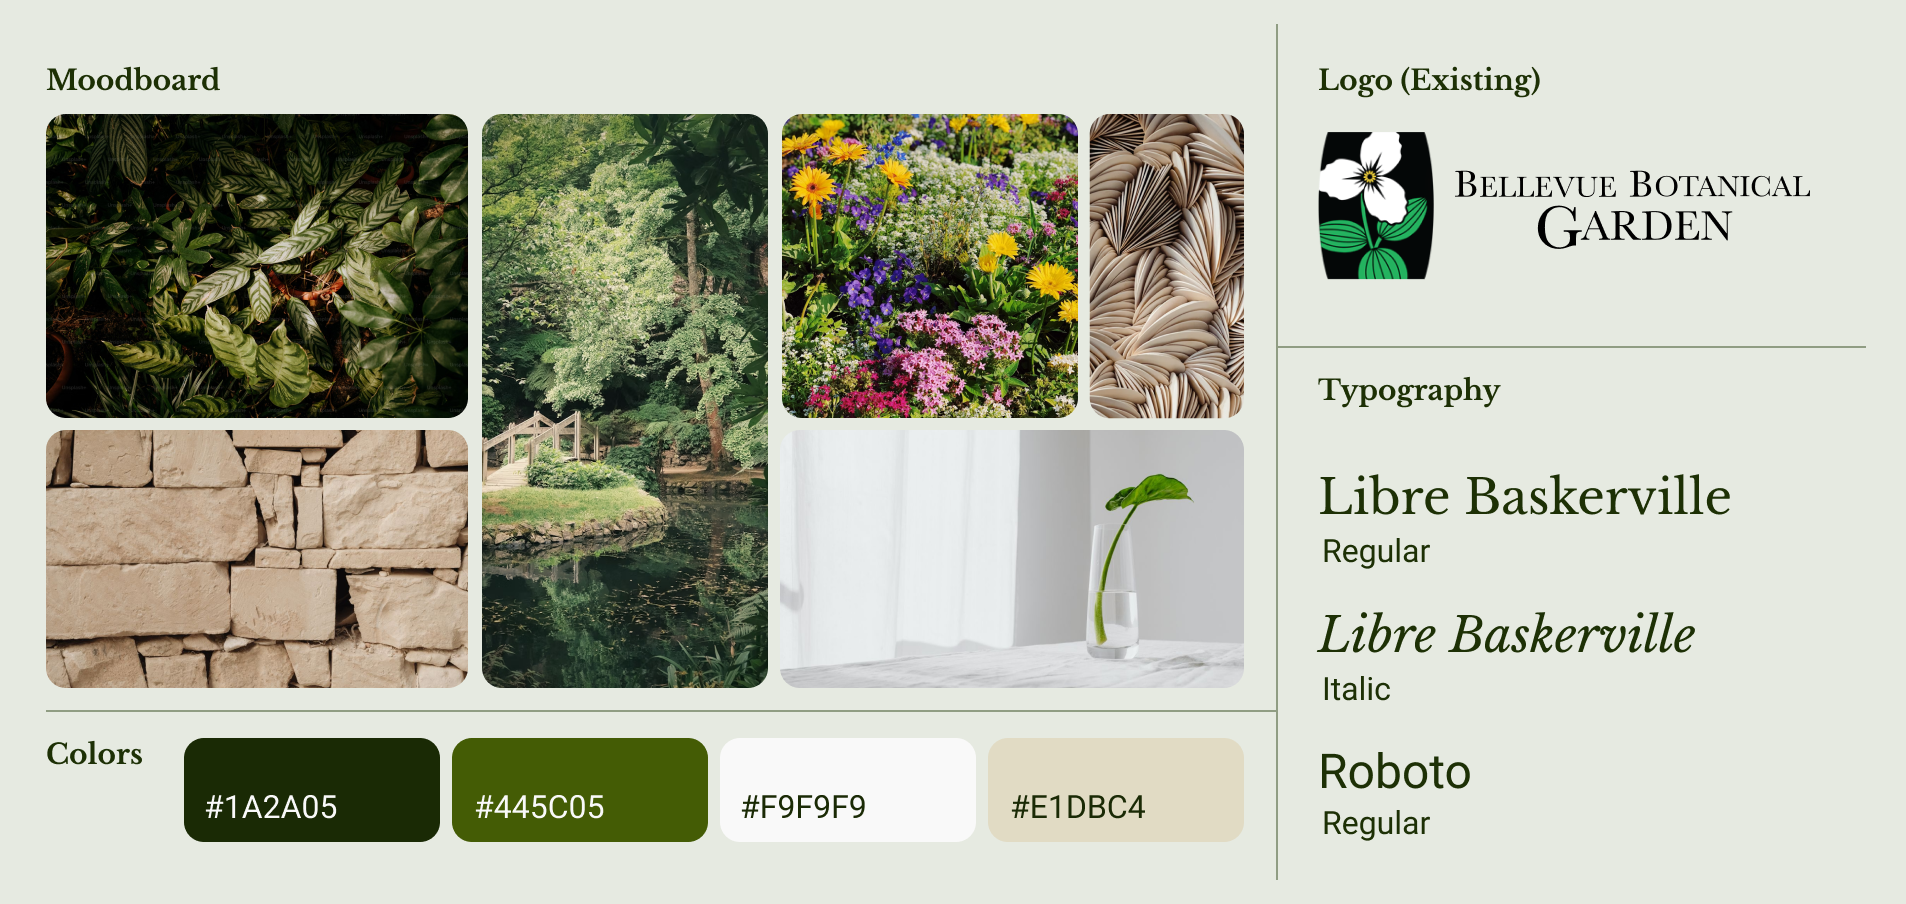 Moodboard
Colors
#1A2A05
#445C05
#F9F9F9
#E1DBC4
Logo (Existing)
BELLEVUE BOTANICAL
GARDEN
Typography
Libre Baskerville
Regular
Libre Baskerville
Italic
Roboto
Regular